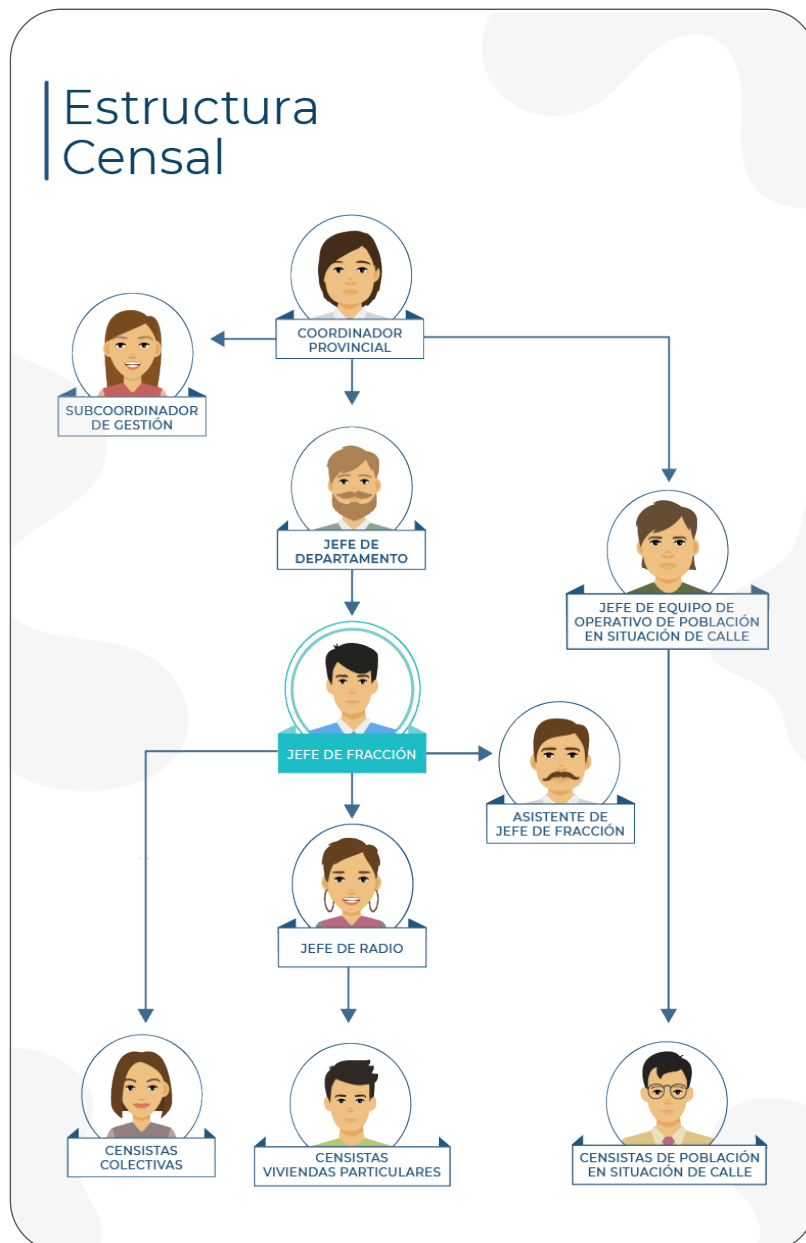 Estructura
Censal
COORDINADOR
PROVINCIAL
SUBCOORDINADOR
DE GESTIÓN
JEFE DE
DEPARTAMENTO
JEFE DE EQUIPO DE
OPERATIVO DE POBLACIÓN
EN SITUACIÓN DE CALLE
JEFE DE FRACCIÓN
ASISTENTE DE
JEFE DE FRACCIÓN
JEFE DE RADIO
CENSISTAS
COLECTIVAS
CENSISTAS
VIVIENDAS PARTICULARES
CENSISTAS DE POBLACIÓN
EN SITUACIÓN DE CALLE